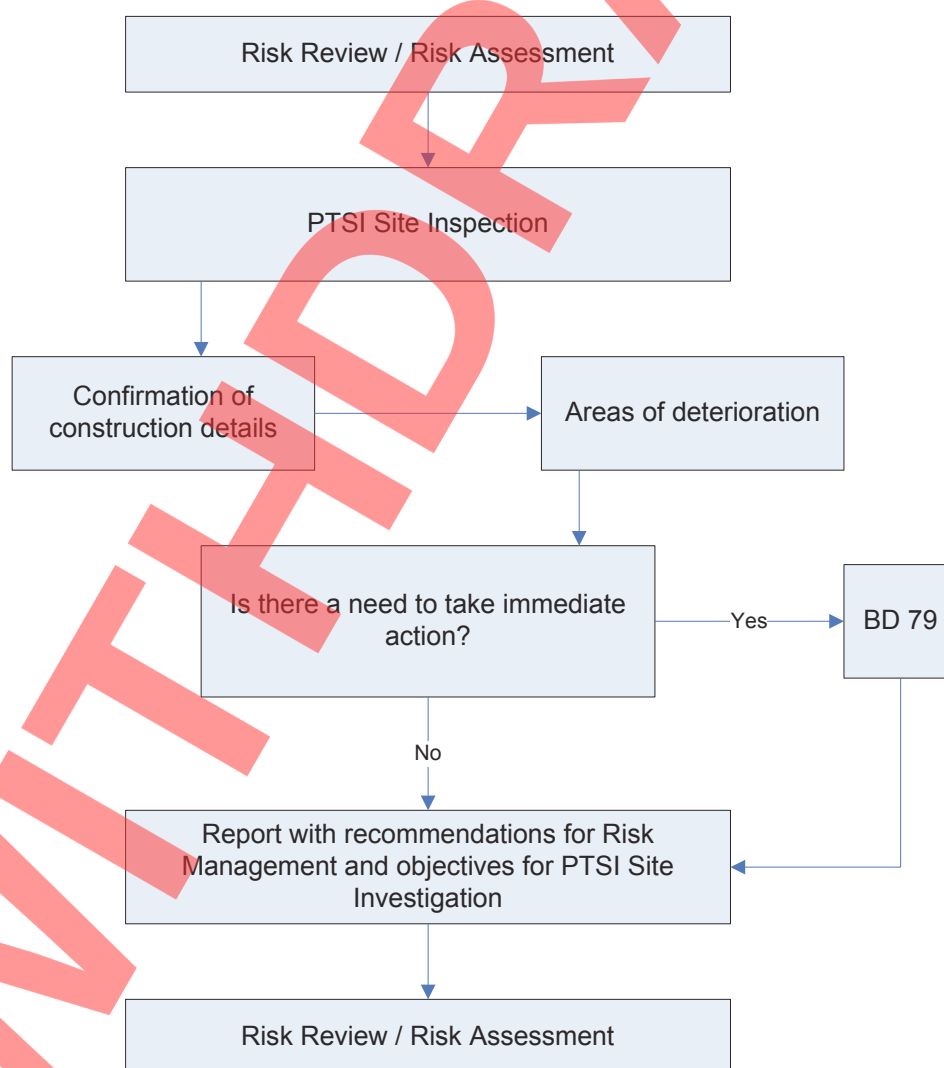 Risk Review / Risk Assessment
PTSI Site Inspection
Confirmation of
construction details
Areas of deterioration
Is there a need to take immediate
action?
Yes
BD 79
No
Report with recommendations for Risk
Management and objectives for PTSI Site
Investigation
Risk Review / Risk Assessment
WITHDRA